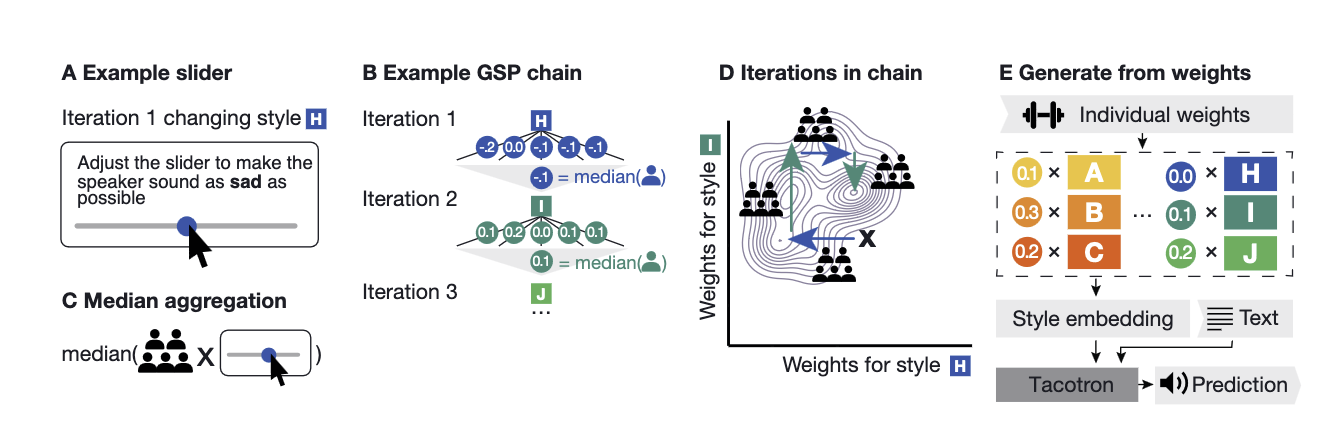 A Example slider
Iteration 1 changing style H
Adjust the slider to make the
speaker sound as sad as
possible
C Median aggregation
median( X )
B Example GSP chain
Iteration 1
H
-.2 0.0 -.1 -.1 -.1
-.1 = median( )
Iteration 2
I
0.1 0.2 0.0 0.1 0.1
0.1 = median( )
Iteration 3
J
...
D Iterations in chain
Weights for style I
X
Weights for style H
E Generate from weights
Individual weights
0.1 × A 0.0 × H
0.3 × B ... 0.1 × I
0.2 × C 0.2 × J
Style embedding
Text
Tacotron
Prediction